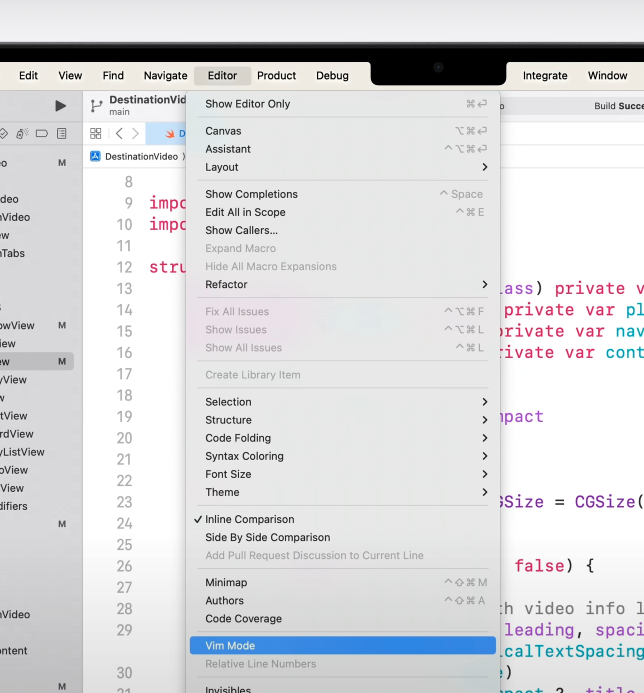 Edit View Find Navigate Editor Product Debug Integrate Window
DestinationVid
main
Build Succe
M
DestinationVideo
Show Editor Only ⌘↩
Canvas ⌥⌘↩
Assistant ⌃⌥⌘↩
Layout
Show Completions ⌃ Space
Edit All in Scope ⌃⌘E
Show Callers...
Expand Macro
Hide All Macro Expansions
Refactor
Fix All Issues ⌃⌥⌘F
Show Issues ⌃⌥⌘L
Show All Issues ⌃⌘L
Create Library Item
Selection
Structure
Code Folding
Syntax Coloring
Font Size
Theme
✓ Inline Comparison
Side By Side Comparison
Add Pull Request Discussion to Current Line
Minimap ⌃⇧⌘M
Authors ⌃⇧⌘A
Code Coverage
Vim Mode
Relative Line Numbers
Invisibles
8
9 impo
10 impo
11
12 stru
13 ass) private v
14 private var pl
15 private var nav
16 rivate var cont
17
18
19 mpact
20
21
22
23 GSize = CGSize(
24
25
26 false) {
27
28 th video info l
29 leading, spaci
icalTextSpacing
30 )
deo
nVideo
ew
nTabs
owView M
iew
ew M
yView
w
tView
rdView
yListView
oView
View
difiers
M
nVideo
ontent
M